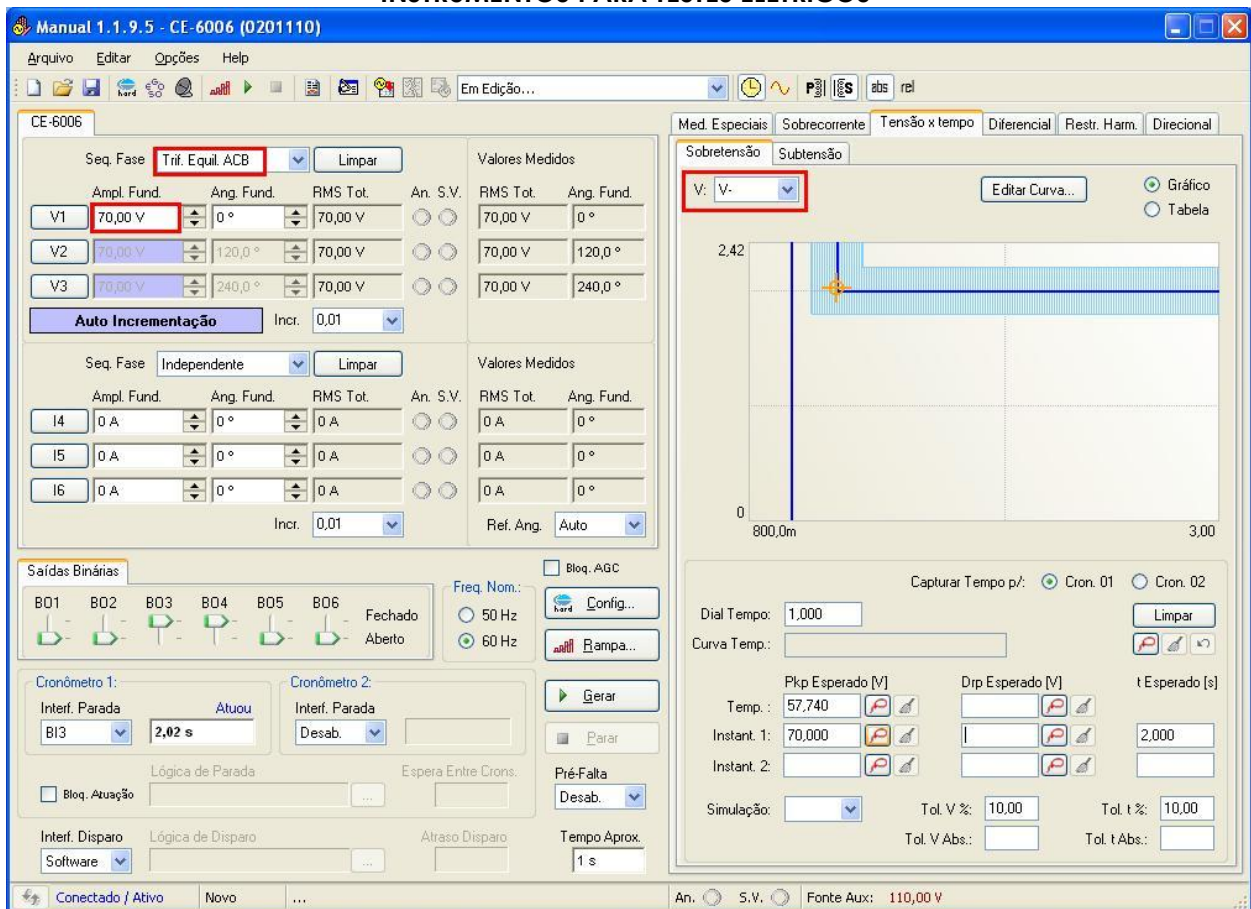 INSTRUMENTOS PARA TESTES ELÉTRICOS
Manual 1.1.9.5 - CE-6006 (0201110)
Arquivo Editar Opções Help
hard Em Edição... P S abs rel
CE-6006
Seq. Fase Trif. Equil. ACB Limpar Valores Medidos
Ampl. Fund. Ang. Fund. RMS Tot. An. S.V. RMS Tot. Ang. Fund.
V1 70,00 V 0 ° 70,00 V 70,00 V 0 °
V2 70,00 V 120,0 ° 70,00 V 70,00 V 120,0 °
V3 70,00 V 240,0 ° 70,00 V 70,00 V 240,0 °
Auto Incrementação Incr. 0,01
Seq. Fase Independente Limpar Valores Medidos
Ampl. Fund. Ang. Fund. RMS Tot. An. S.V. RMS Tot. Ang. Fund.
I4 0 A 0 ° 0 A 0 A 0 °
I5 0 A 0 ° 0 A 0 A 0 °
I6 0 A 0 ° 0 A 0 A 0 °
Incr. 0,01 Ref. Ang. Auto
Saídas Binárias
BO1 BO2 BO3 BO4 BO5 BO6
Fechado
Aberto
Freq. Nom.:
50 Hz
60 Hz
Bloq. AGC
hard Config...
Rampa...
Cronômetro 1:
Interf. Parada Atuou
BI3 2,02 s
Cronômetro 2:
Interf. Parada
Desab.
Gerar
Parar
Lógica de Parada Espera Entre Crons.
Bloq. Atuação ...
Pré-Falta
Desab.
Interf. Disparo Lógica de Disparo Atraso Disparo Tempo Aprox.
Software ... 1 s
Med. Especiais Sobrecorrente Tensão x tempo Diferencial Restr. Harm. Direcional
Sobretensão Subtensão
V: V- Editar Curva... Gráfico
Tabela
2,42
0
800,0m 3,00
Capturar Tempo p/: Cron. 01 Cron. 02
Dial Tempo: 1,000 Limpar
Curva Temp.:
Pkp Esperado [V] Drp Esperado [V] t Esperado [s]
Temp. : 57,740
Instant. 1: 70,000 2,000
Instant. 2:
Simulação: Tol. V %: 10,00 Tol. t %: 10,00
Tol. V Abs.: Tol. t Abs.:
Conectado / Ativo Novo ... An. S.V. Fonte Aux: 110,00 V